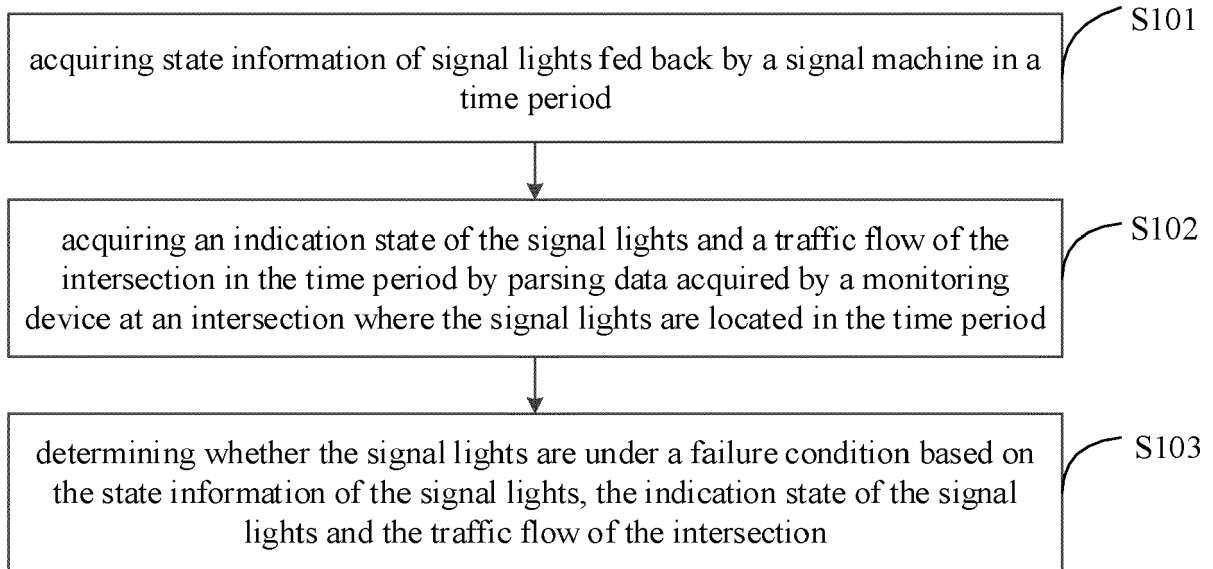 S101
acquiring state information of signal lights fed back by a signal machine in a
time period
S102
acquiring an indication state of the signal lights and a traffic flow of the
intersection in the time period by parsing data acquired by a monitoring
device at an intersection where the signal lights are located in the time period
S103
determining whether the signal lights are under a failure condition based on
the state information of the signal lights, the indication state of the signal
lights and the traffic flow of the intersection